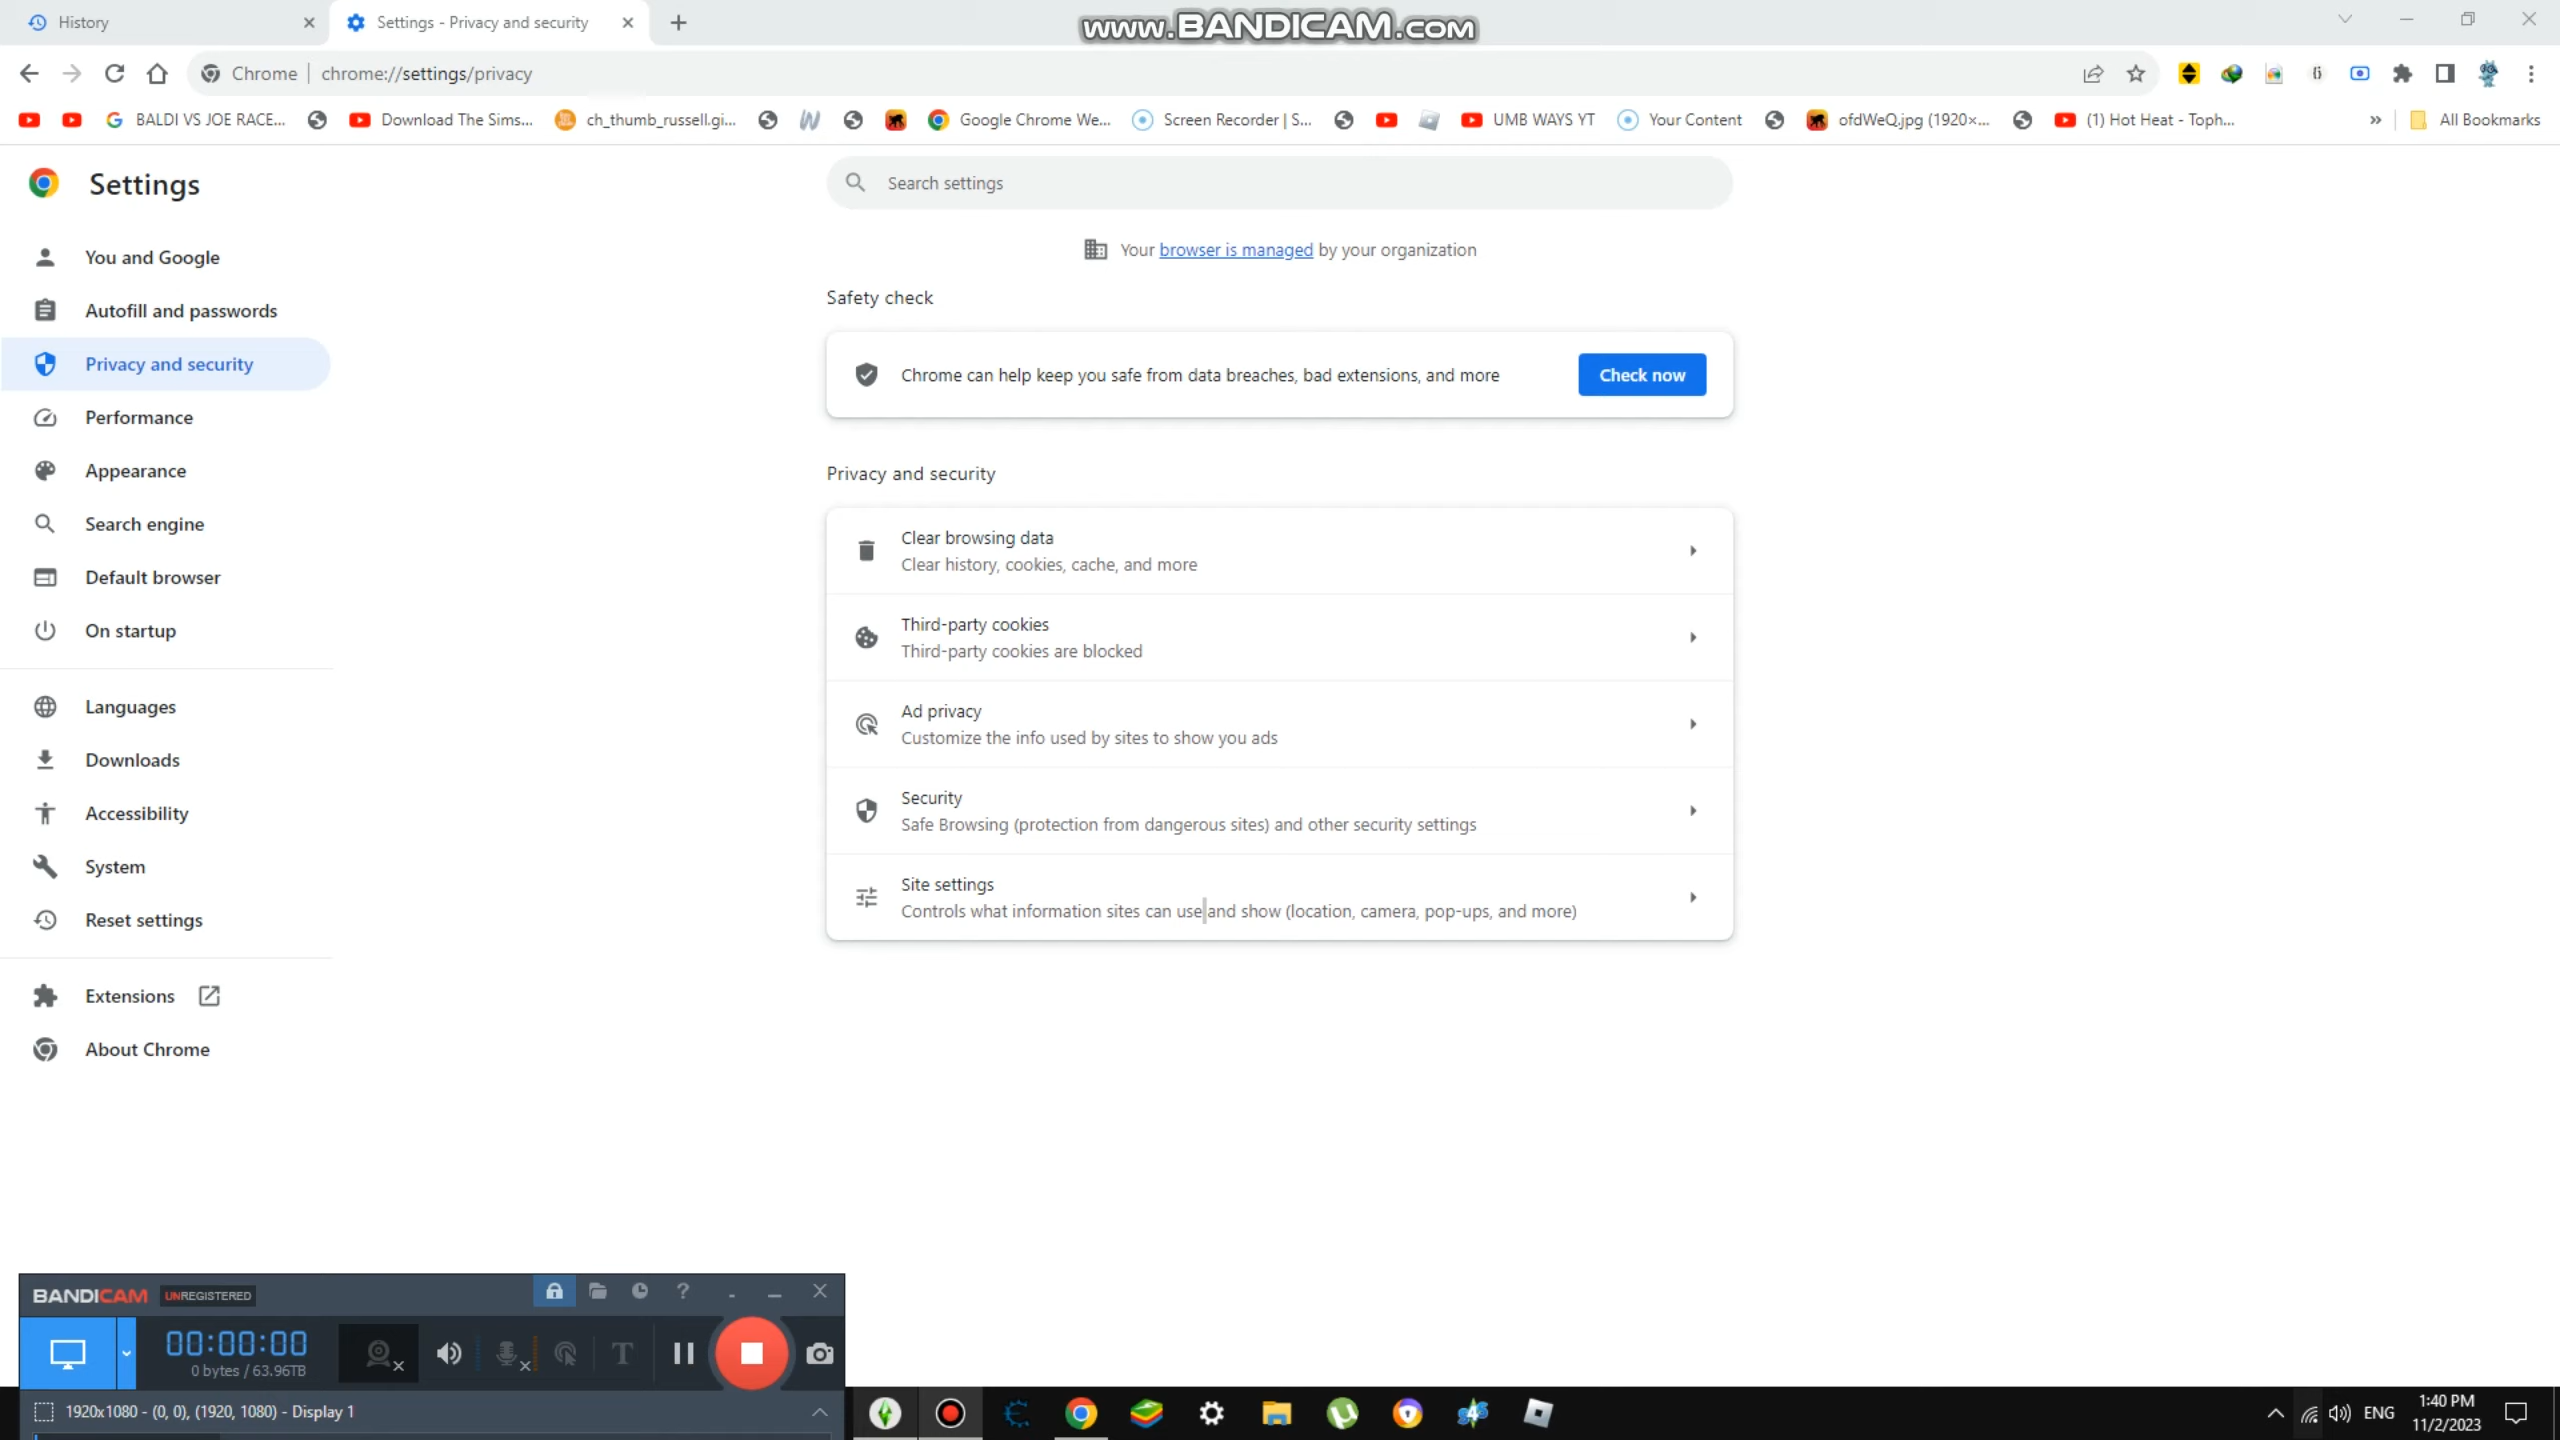 History
Settings - Privacy and security
www.BANDICAM.com
Chrome
chrome://settings/privacy
BALDI VS JOE RACE...
Download The Sims...
ch_thumb_russell.gi...
Google Chrome We...
Screen Recorder | S...
UMB WAYS YT
Your Content
ofdWeQ.jpg (1920×...
(1) Hot Heat - Toph...
»
All Bookmarks
Settings
Search settings
You and Google
Autofill and passwords
Privacy and security
Performance
Appearance
Search engine
Default browser
On startup
Languages
Downloads
Accessibility
System
Reset settings
Extensions
About Chrome
Your browser is managed by your organization
Safety check
Chrome can help keep you safe from data breaches, bad extensions, and more
Check now
Privacy and security
Clear browsing data
Clear history, cookies, cache, and more
Third-party cookies
Third-party cookies are blocked
Ad privacy
Customize the info used by sites to show you ads
Security
Safe Browsing (protection from dangerous sites) and other security settings
Site settings
Controls what information sites can use and show (location, camera, pop-ups, and more)
BANDICAM UNREGISTERED
00:00:00
0 bytes / 63.96TB
1920x1080 - (0, 0), (1920, 1080) - Display 1
ENG
1:40 PM
11/2/2023